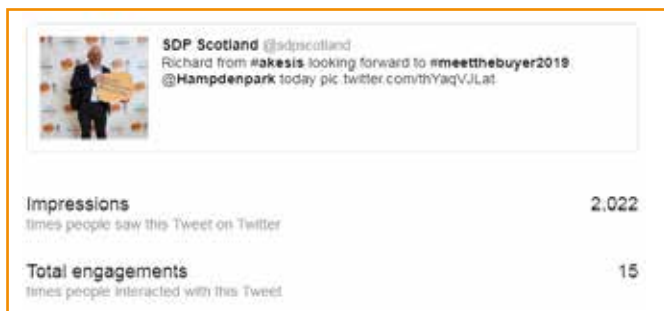 SDP Scotland @sdpscotland
Richard from #akesis looking forward to #meetthebuyer2019
@Hampdenpark today pic.twitter.com/thYaqVJLat
Impressions 2,022
times people saw this Tweet on Twitter
Total engagements 15
times people interacted with this Tweet